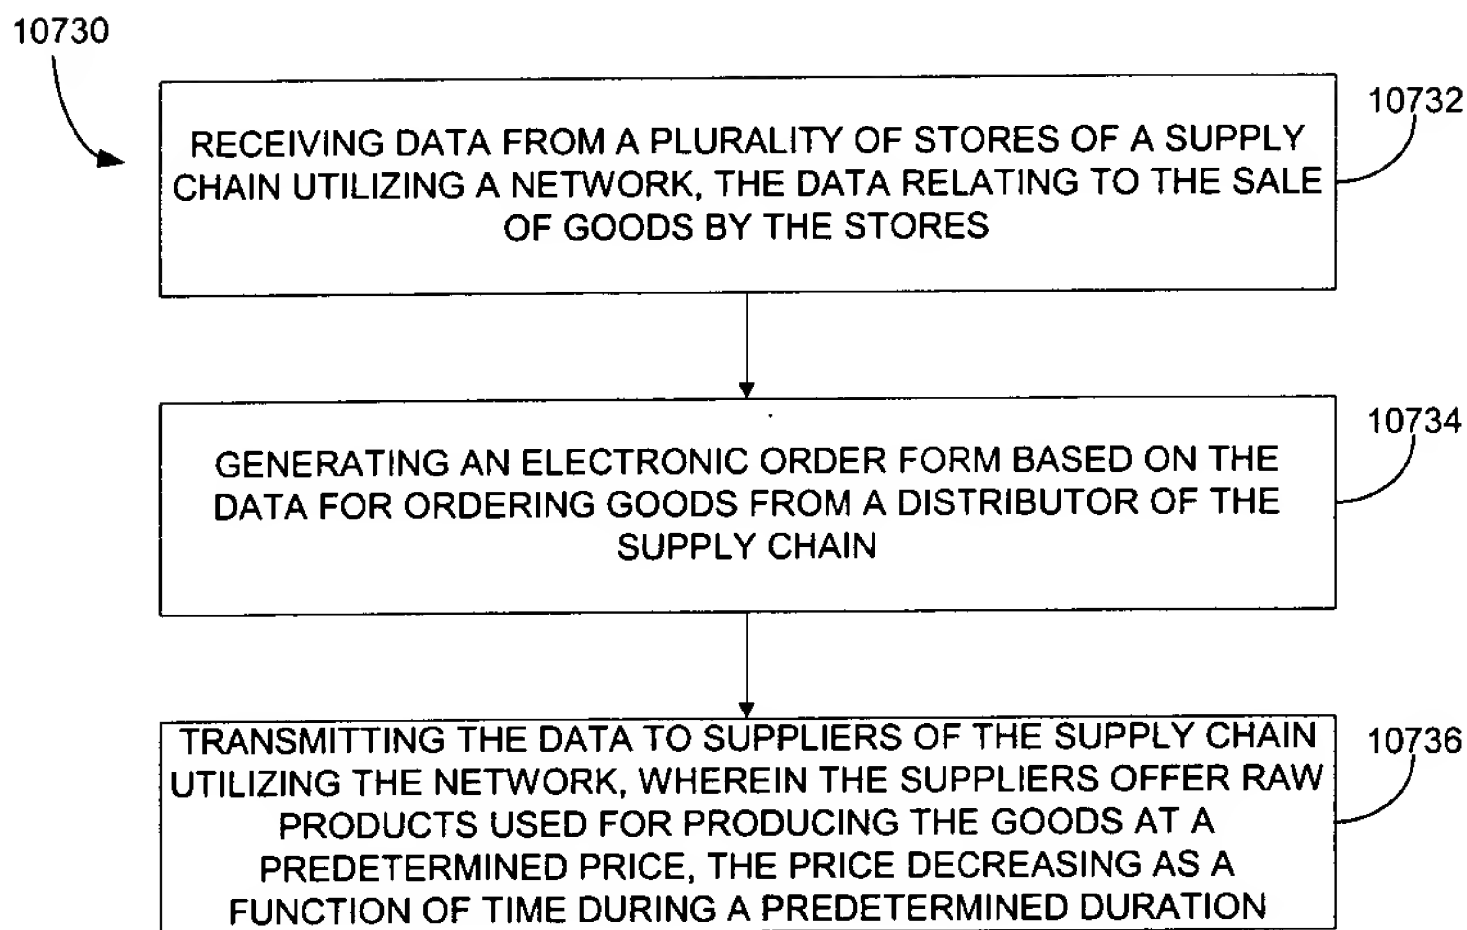 10730
10732
RECEIVING DATA FROM A PLURALITY OF STORES OF A SUPPLY
CHAIN UTILIZING A NETWORK, THE DATA RELATING TO THE SALE
OF GOODS BY THE STORES
10734
GENERATING AN ELECTRONIC ORDER FORM BASED ON THE
DATA FOR ORDERING GOODS FROM A DISTRIBUTOR OF THE
SUPPLY CHAIN
10736
TRANSMITTING THE DATA TO SUPPLIERS OF THE SUPPLY CHAIN
UTILIZING THE NETWORK, WHEREIN THE SUPPLIERS OFFER RAW
PRODUCTS USED FOR PRODUCING THE GOODS AT A
PREDETERMINED PRICE, THE PRICE DECREASING AS A
FUNCTION OF TIME DURING A PREDETERMINED DURATION